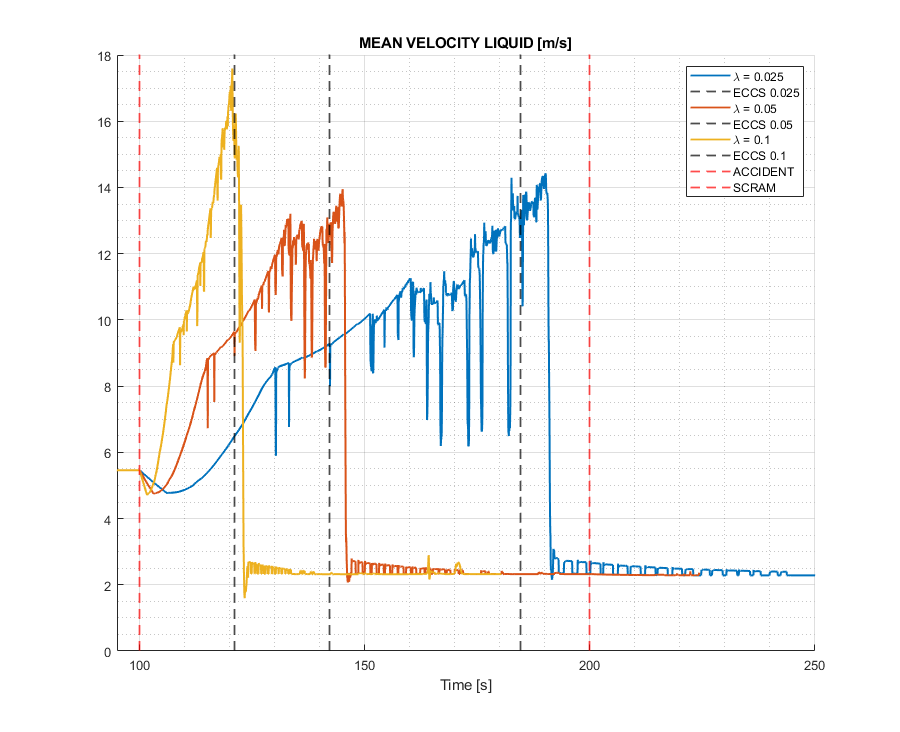 MEAN VELOCITY LIQUID [m/s]
18
16
14
12
10
8
6
4
2
0
100
150
200
250
Time [s]
λ = 0.025
ECCS 0.025
λ = 0.05
ECCS 0.05
λ = 0.1
ECCS 0.1
ACCIDENT
SCRAM